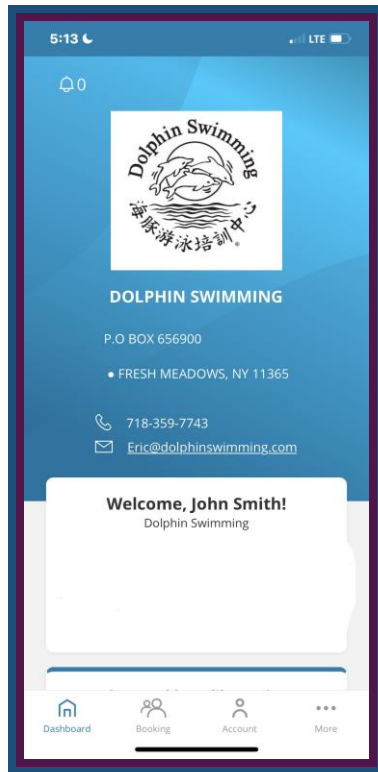 5:13
LTE
0
Dolphin Swimming
海豚游泳培訓中心
DOLPHIN SWIMMING
P.O BOX 656900
● FRESH MEADOWS, NY 11365
718-359-7743
Eric@dolphinswimming.com
Welcome, John Smith!
Dolphin Swimming
Dashboard
Booking
Account
More